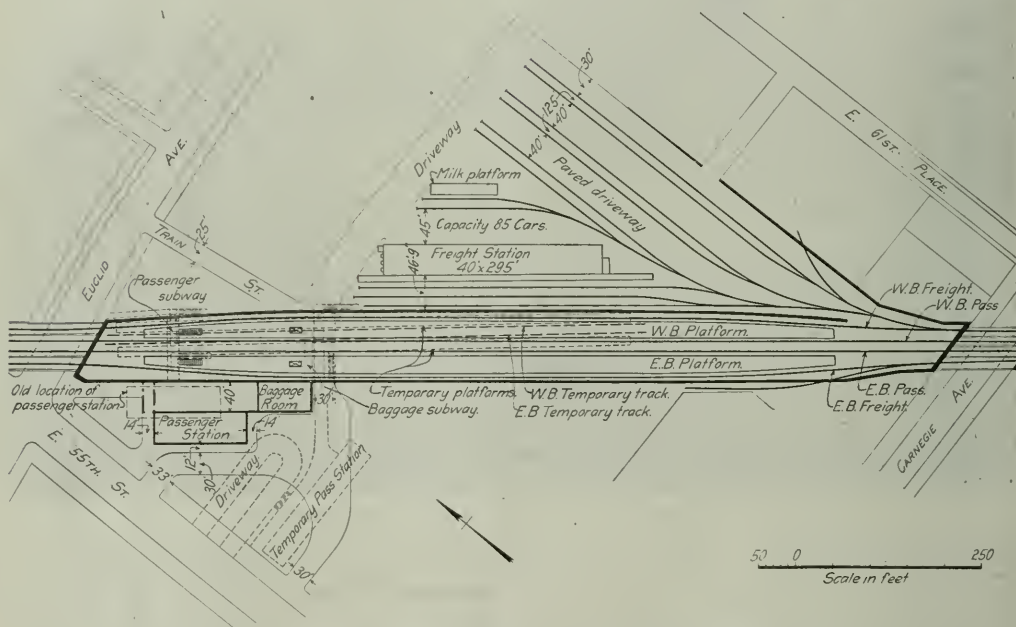 30'
125'
40'
40'
E. 61ST. PLACE.
Driveway
Milk platform
Paved driveway
AVE.
Capacity 85 Cars.
45'
TRAIN
25'
Freight Station
40' x 295'
46'9"
EUCLID
Passenger
subway
ST.
W.B. Freight.
W.B. Pass
W.B. Platform.
E.B. Platform.
Old location of
passenger station
Temporary platforms.
W.B. Temporary track.
E.B. Pass.
40'
Baggage
Room
Baggage subway.
E.B Temporary track.
E.B. Freight.
14'
Passenger
Station
14
CARNEGIE AVE.
E. 55TH. ST.
33'
12'
30'
Driveway
Temporary Pass Station
30'
50 0 250
Scale in feet